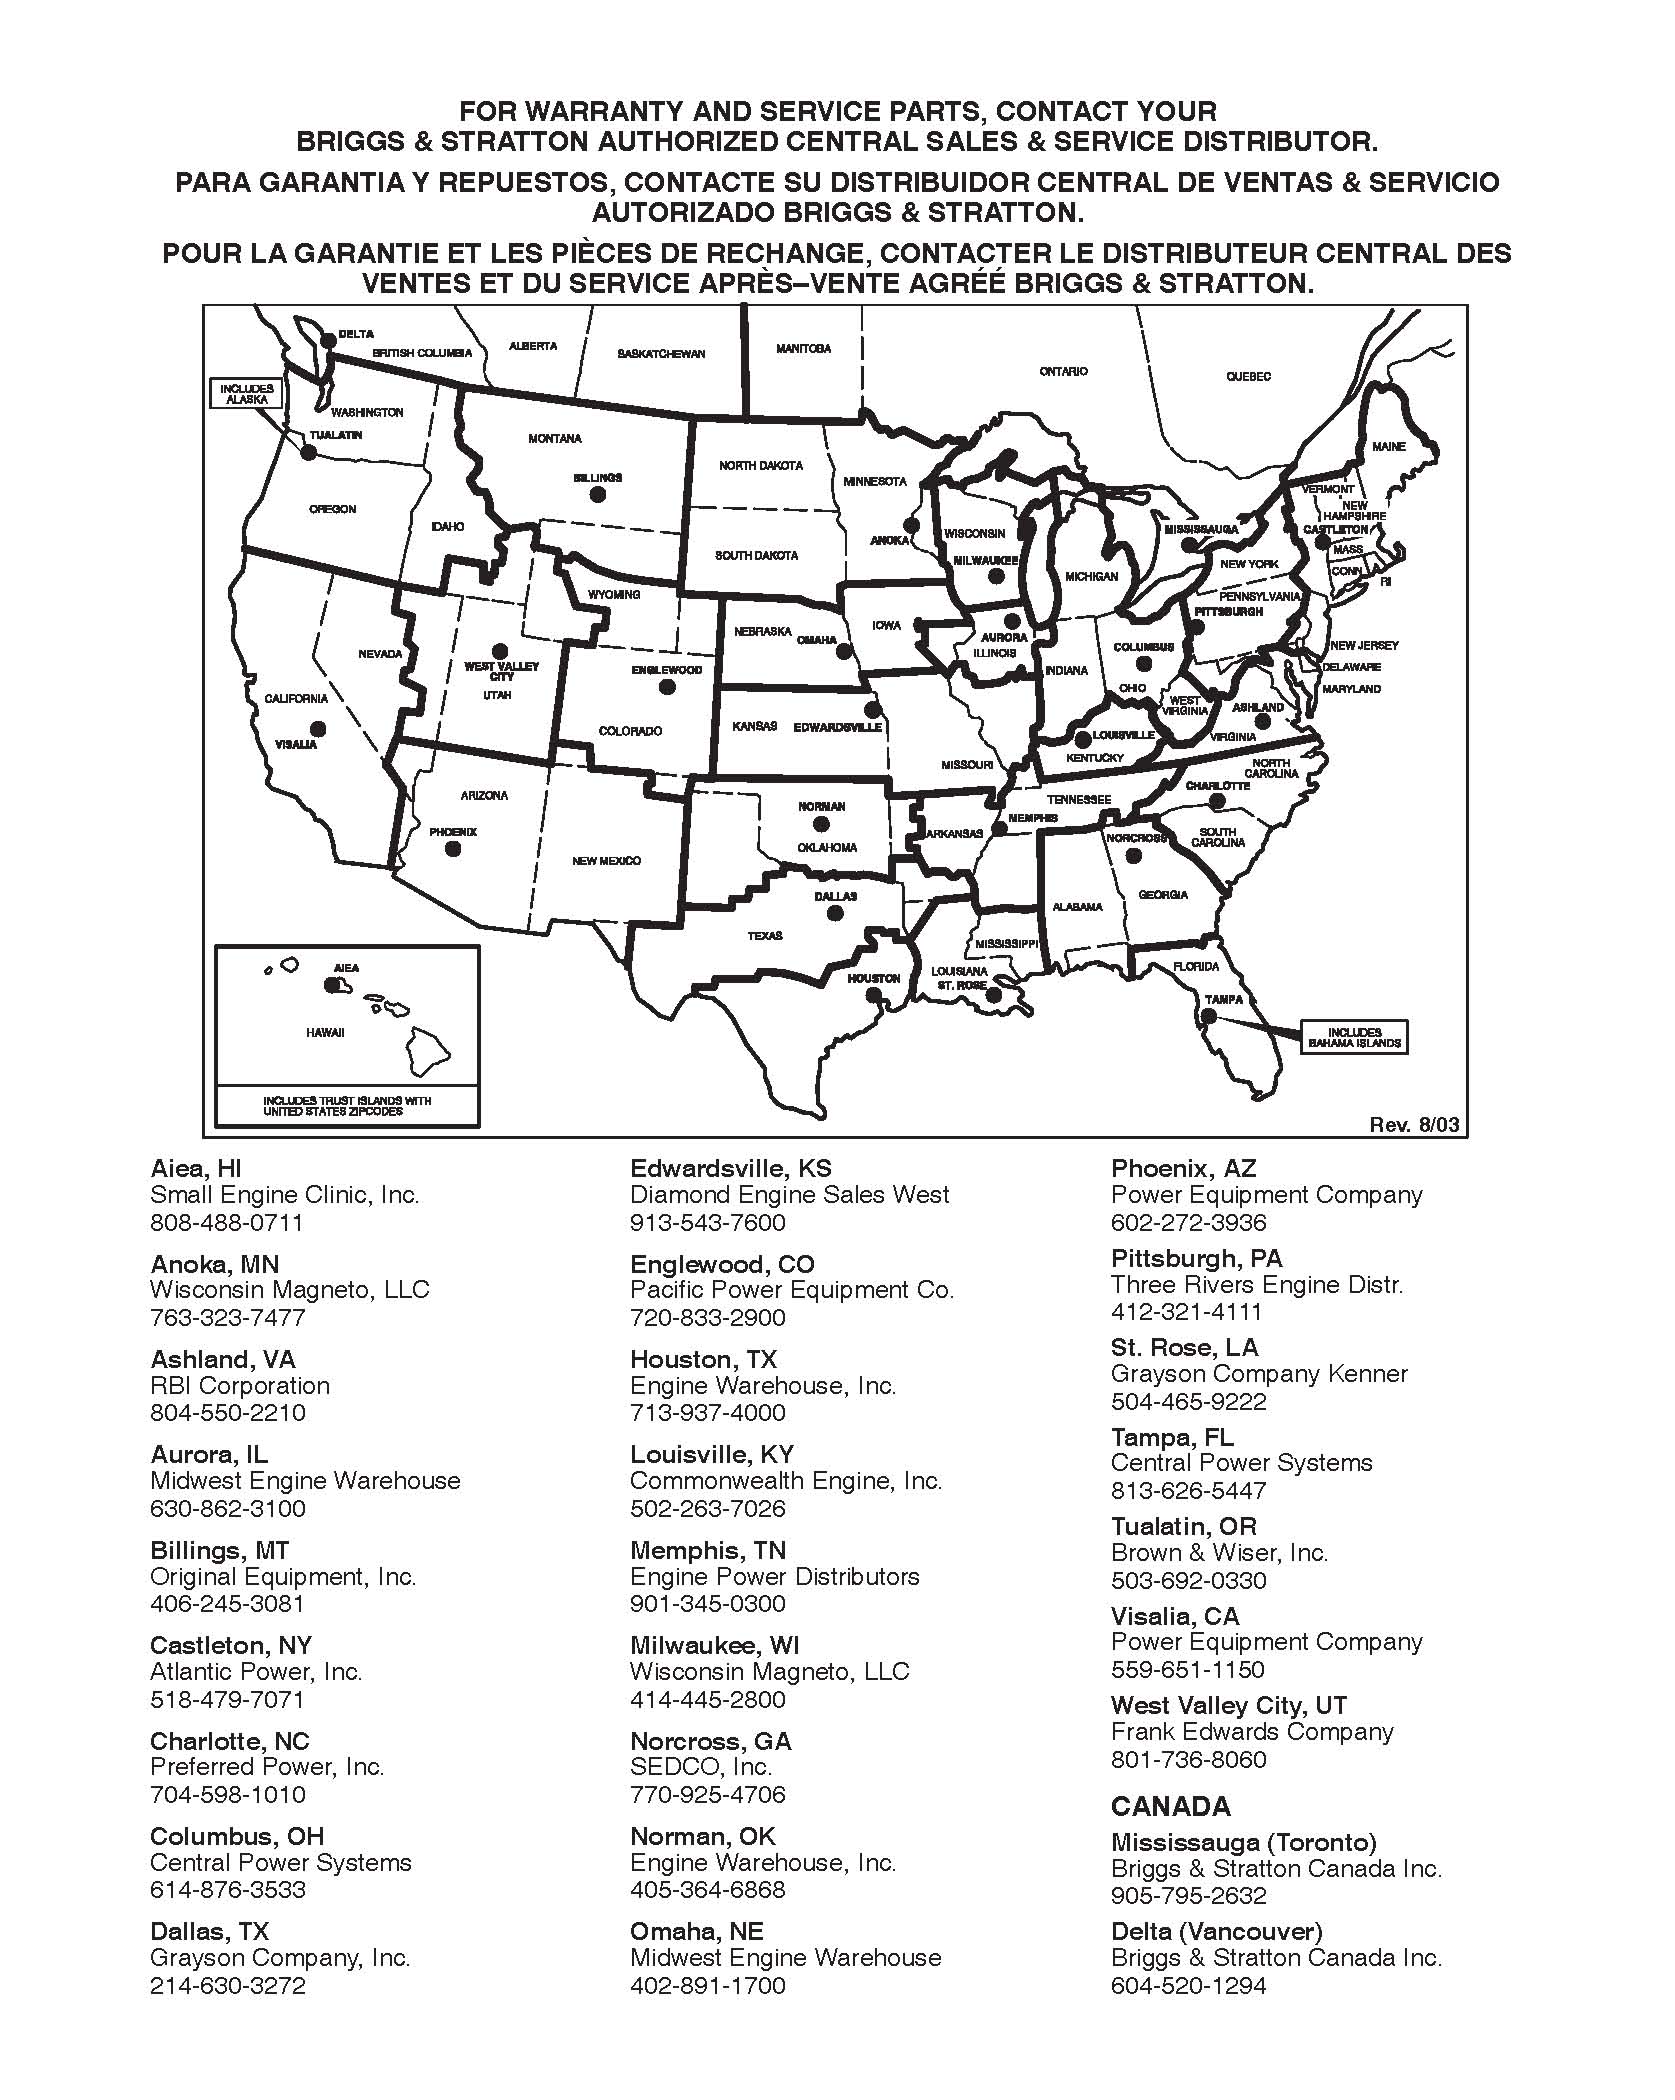 FOR WARRANTY AND SERVICE PARTS, CONTACT YOUR
BRIGGS & STRATTON AUTHORIZED CENTRAL SALES & SERVICE DISTRIBUTOR.
PARA GARANTIA Y REPUESTOS, CONTACTE SU DISTRIBUIDOR CENTRAL DE VENTAS & SERVICIO
AUTORIZADO BRIGGS & STRATTON.
POUR LA GARANTIE ET LES PIÈCES DE RECHANGE, CONTACTER LE DISTRIBUTEUR CENTRAL DES
VENTES ET DU SERVICE APRÈS–VENTE AGRÉÉ BRIGGS & STRATTON.
DELTA
BRITISH COLUMBIA
ALBERTA
SASKATCHEWAN
MANITOBA
ONTARIO
QUEBEC
INCLUDES
ALASKA
WASHINGTON
TUALATIN
MONTANA
BILLINGS
NORTH DAKOTA
MINNESOTA
MAINE
VERMONT
NEW
HAMPSHIRE
OREGON
IDAHO
SOUTH DAKOTA
ANOKA
WISCONSIN
MILWAUKEE
MICHIGAN
MISSISSAUGA
CASTLETON
MASS
NEW YORK
CONN
RI
WYOMING
PENNSYLVANIA
PITTSBURGH
NEBRASKA
OMAHA
IOWA
AURORA
ILLINOIS
COLUMBUS
NEW JERSEY
NEVADA
WEST VALLEY
CITY
UTAH
ENGLEWOOD
INDIANA
OHIO
DELAWARE
MARYLAND
CALIFORNIA
VISALIA
COLORADO
KANSAS
EDWARDSVILLE
WEST
VIRGINIA
ASHLAND
VIRGINIA
LOUISVILLE
KENTUCKY
MISSOURI
NORTH
CAROLINA
ARIZONA
PHOENIX
NEW MEXICO
NORMAN
OKLAHOMA
ARKANSAS
TENNESSEE
MEMPHIS
CHARLOTTE
SOUTH
CAROLINA
NORCROSS
GEORGIA
ALABAMA
DALLAS
TEXAS
MISSISSIPPI
LOUISIANA
ST. ROSE
HOUSTON
FLORIDA
TAMPA
INCLUDES
BAHAMA ISLANDS
AIEA
HAWAII
INCLUDES TRUST ISLANDS WITH
UNITED STATES ZIPCODES
Rev. 8/03
Aiea, HI
Small Engine Clinic, Inc.
808-488-0711
Anoka, MN
Wisconsin Magneto, LLC
763-323-7477
Ashland, VA
RBI Corporation
804-550-2210
Aurora, IL
Midwest Engine Warehouse
630-862-3100
Billings, MT
Original Equipment, Inc.
406-245-3081
Castleton, NY
Atlantic Power, Inc.
518-479-7071
Charlotte, NC
Preferred Power, Inc.
704-598-1010
Columbus, OH
Central Power Systems
614-876-3533
Dallas, TX
Grayson Company, Inc.
214-630-3272
Edwardsville, KS
Diamond Engine Sales West
913-543-7600
Englewood, CO
Pacific Power Equipment Co.
720-833-2900
Houston, TX
Engine Warehouse, Inc.
713-937-4000
Louisville, KY
Commonwealth Engine, Inc.
502-263-7026
Memphis, TN
Engine Power Distributors
901-345-0300
Milwaukee, WI
Wisconsin Magneto, LLC
414-445-2800
Norcross, GA
SEDCO, Inc.
770-925-4706
Norman, OK
Engine Warehouse, Inc.
405-364-6868
Omaha, NE
Midwest Engine Warehouse
402-891-1700
Phoenix, AZ
Power Equipment Company
602-272-3936
Pittsburgh, PA
Three Rivers Engine Distr.
412-321-4111
St. Rose, LA
Grayson Company Kenner
504-465-9222
Tampa, FL
Central Power Systems
813-626-5447
Tualatin, OR
Brown & Wiser, Inc.
503-692-0330
Visalia, CA
Power Equipment Company
559-651-1150
West Valley City, UT
Frank Edwards Company
801-736-8060
CANADA
Mississauga (Toronto)
Briggs & Stratton Canada Inc.
905-795-2632
Delta (Vancouver)
Briggs & Stratton Canada Inc.
604-520-1294